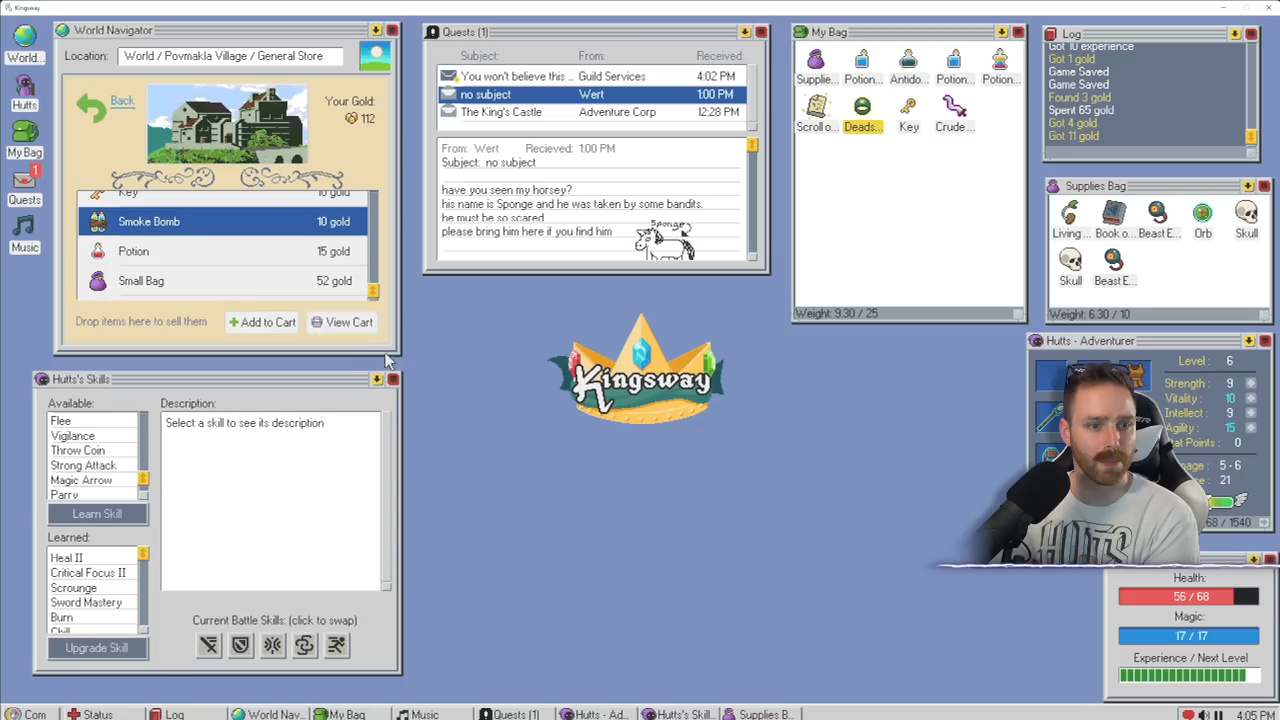 Kingsway
World...
Hutts
My Bag
1
Quests
Music
World Navigator
Location:
World / Povmakla Village / General Store
Back
Your Gold:
112
Key
10 gold
Smoke Bomb
10 gold
Potion
15 gold
Small Bag
52 gold
Drop items here to sell them
Add to Cart
View Cart
Hutts's Skills
Available:
Flee
Vigilance
Throw Coin
Strong Attack
Magic Arrow
Parry
Learn Skill
Learned:
Heal II
Critical Focus II
Scrounge
Sword Mastery
Burn
Upgrade Skill
Description:
Select a skill to see its description
Current Battle Skills: (click to swap)
Quests (1)
Subject: From: Received:
You won't believe this ... Guild Services 4:02 PM
no subject Wert 1:00 PM
The King's Castle Adventure Corp 12:28 PM
From: Wert Recieved: 1:00 PM
Subject: no subject
have you seen my horsey?
his name is Sponge and he was taken by some bandits.
he must be so scared
please bring him here if you find him
Sponge
Kingsway
My Bag
Supplie...
Potion...
Antido...
Potion...
Potion...
Scroll o...
Deads...
Key
Crude...
Weight: 9.30 / 25
Log
Got 10 experience
Got 1 gold
Game Saved
Game Saved
Found 3 gold
Spent 65 gold
Got 4 gold
Got 11 gold
Supplies Bag
Living...
Book o...
Beast E...
Orb
Skull
Skull
Beast E...
Weight: 6.30 / 10
Hutts - Adventurer
Level: 6
Strength: 9
Vitality: 10
Intellect: 9
Agility: 15
Points: 0
5 - 6
21
68 / 1540
HUTTS
Health:
56 / 68
Magic:
17 / 17
Experience / Next Level
Com
Status
Log
World Nav...
My Bag
Music
Quests (1)
Hutts - Ad...
Hutts's Skill...
Supplies B...
4:05 PM